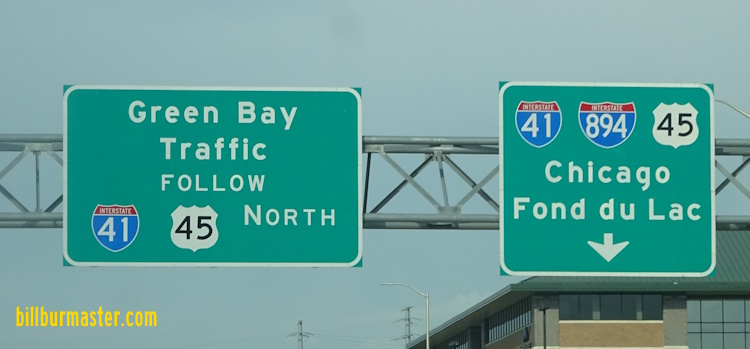 Green Bay
Traffic
FOLLOW
INTERSTATE
41
45
NORTH
INTERSTATE
41
INTERSTATE
894
45
Chicago
Fond du Lac
billburmaster.com